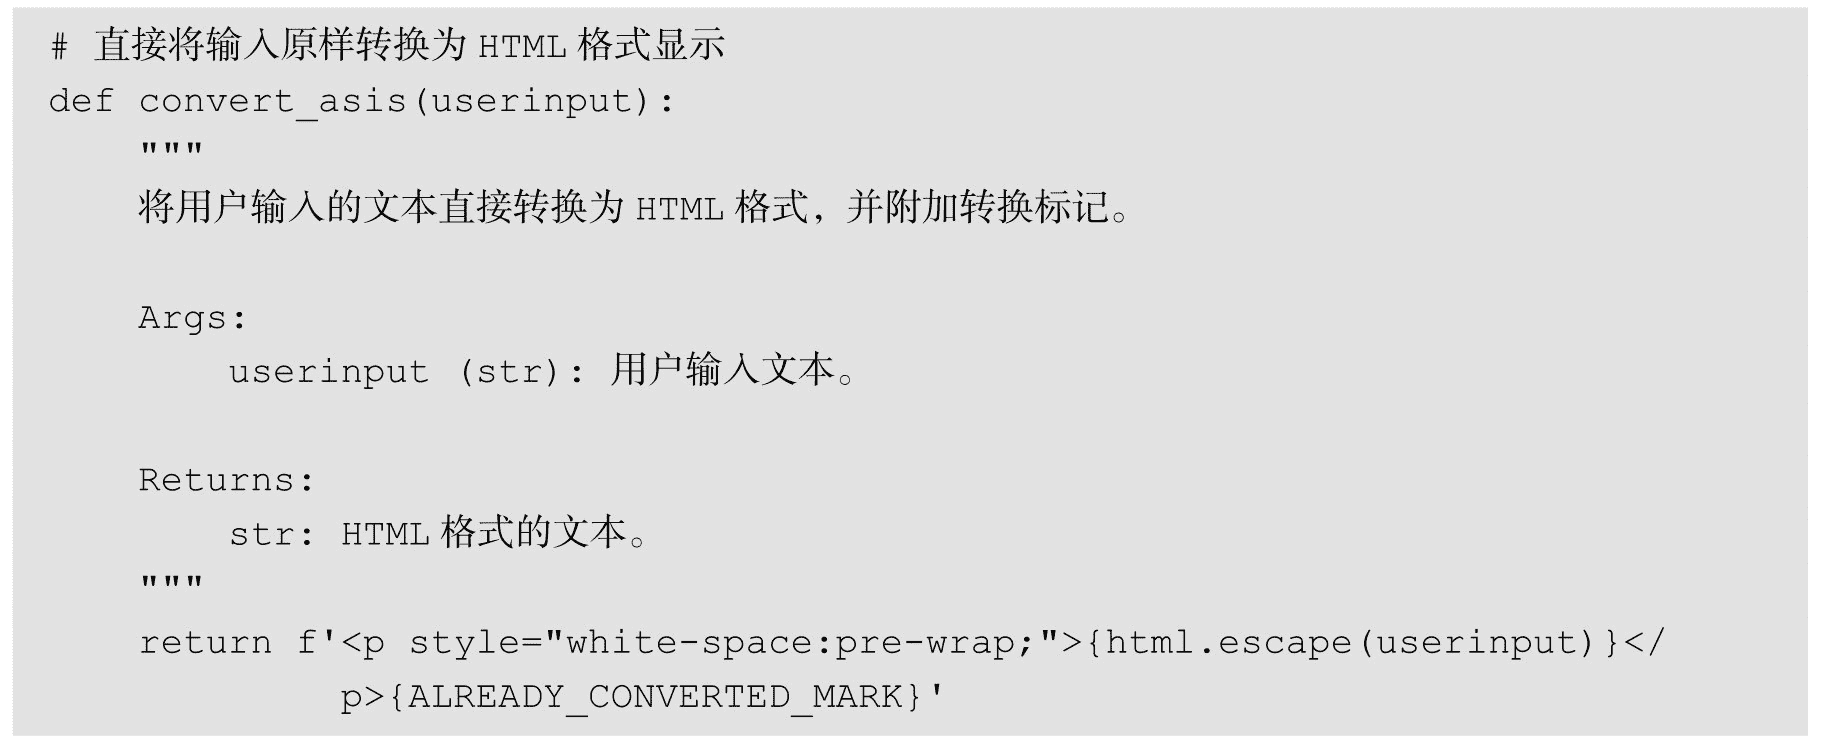 # 直接将输入原样转换为 HTML 格式显示
def convert_asis(userinput):
    """
    将用户输入的文本直接转换为 HTML 格式，并附加转换标记。

    Args:
        userinput (str): 用户输入文本。

    Returns:
        str: HTML 格式的文本。
    """
    return f'<p style="white-space:pre-wrap;">{html.escape(userinput)}</
             p>{ALREADY_CONVERTED_MARK}'